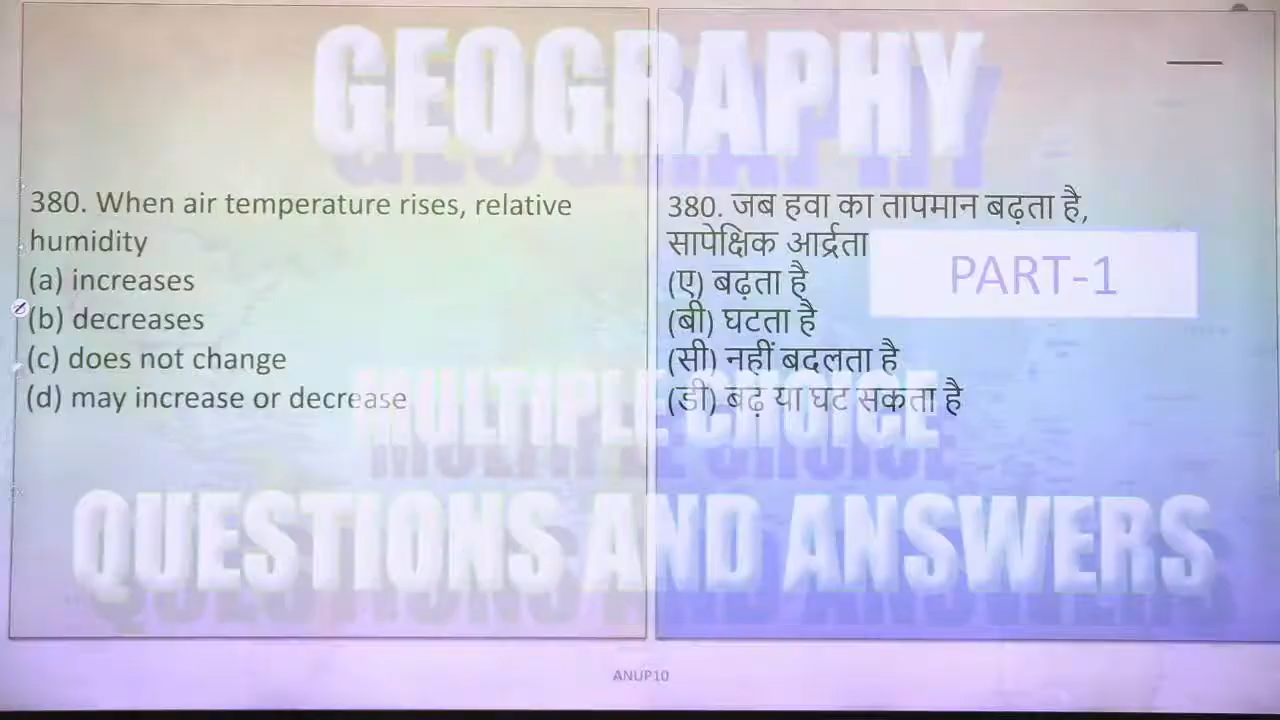 GEOGRAPHY
380. When air temperature rises, relative
humidity
(a) increases
(b) decreases
(c) does not change
(d) may increase or decrease
380. जब हवा का तापमान बढ़ता है,
सापेक्षिक आर्द्रता
(ए) बढ़ता है
(बी) घटता है
(सी) नहीं बदलता है
(डी) बढ़ या घट सकता है
PART-1
MULTIPLE CHOICE
QUESTIONS AND ANSWERS
ANUP10